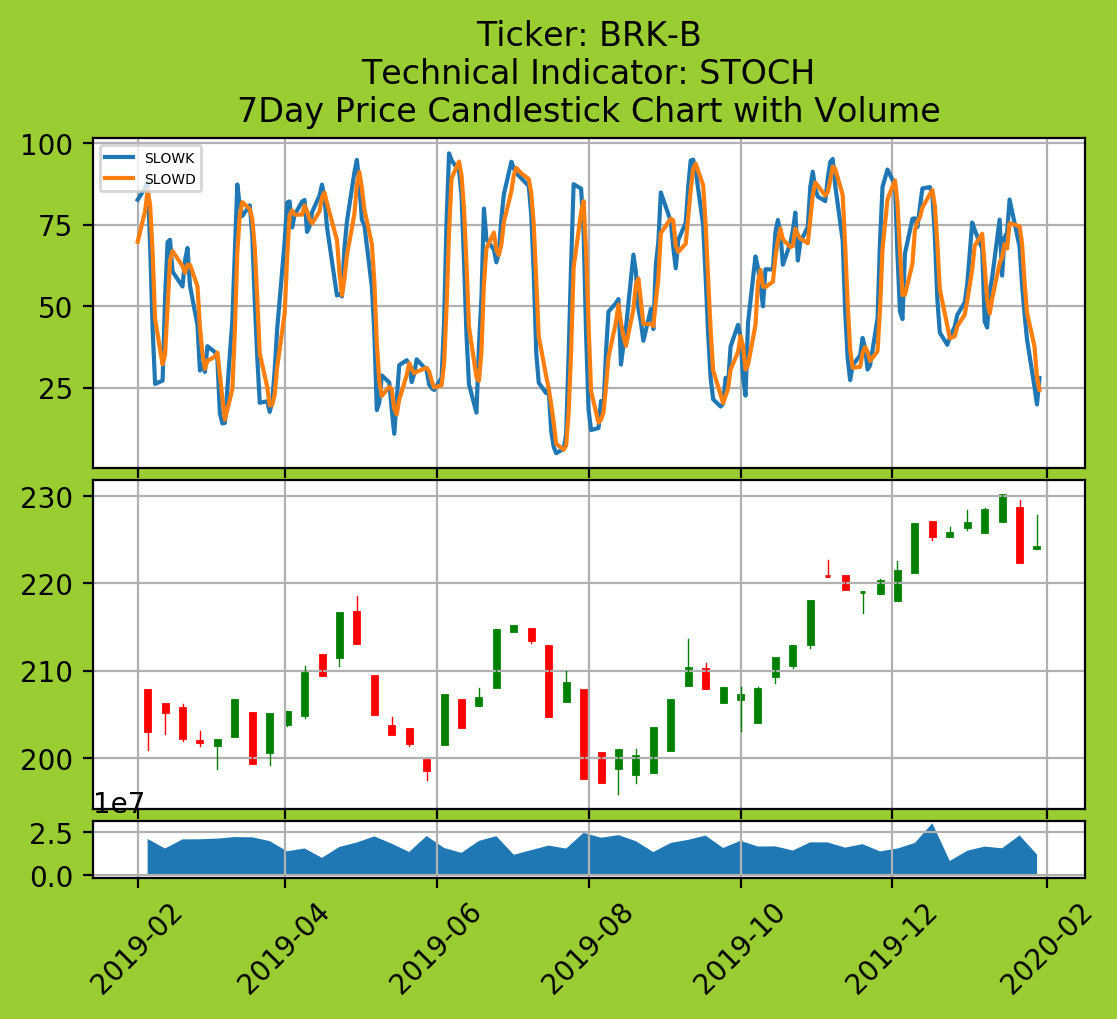 Ticker: BRK-B
Technical Indicator: STOCH
7Day Price Candlestick Chart with Volume
100
75
50
25
SLOWK
SLOWD
230
220
210
200
1e7
2.5
0.0
2019-02
2019-04
2019-06
2019-08
2019-10
2019-12
2020-02